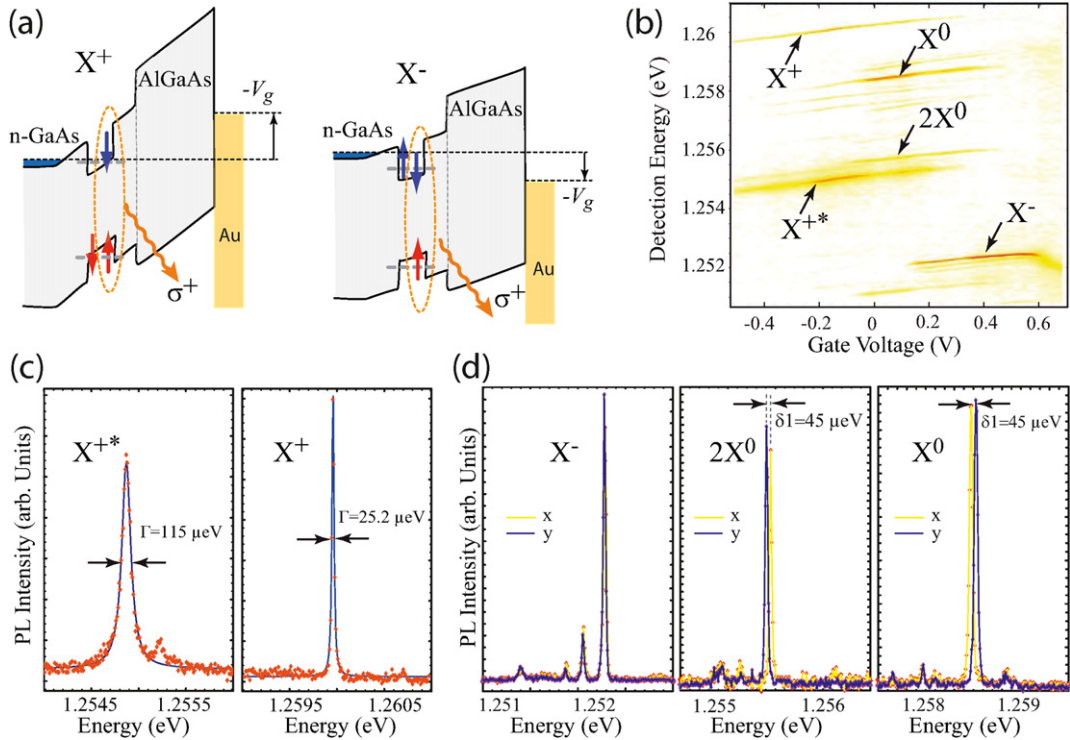 (a)
X⁺
X⁻
AlGaAs
AlGaAs
-Vg
n-GaAs
n-GaAs
-Vg
Au
Au
σ⁺
σ⁺
(b)
1.26
1.258
1.256
1.254
1.252
Detection Energy (eV)
X⁺
X⁰
2X⁰
X⁺*
X⁻
-0.4
-0.2
0
0.2
0.4
0.6
Gate Voltage (V)
(c)
PL Intensity (arb. Units)
X⁺*
Γ=115 µeV
1.2545
1.2555
Energy (eV)
X⁺
Γ=25.2 µeV
1.2595
1.2605
Energy (eV)
(d)
PL Intensity (arb. Units)
X⁻
x
y
1.251
1.252
Energy (eV)
δ1=45 µeV
2X⁰
x
y
1.255
1.256
Energy (eV)
δ1=45 µeV
X⁰
x
y
1.258
1.259
Energy (eV)